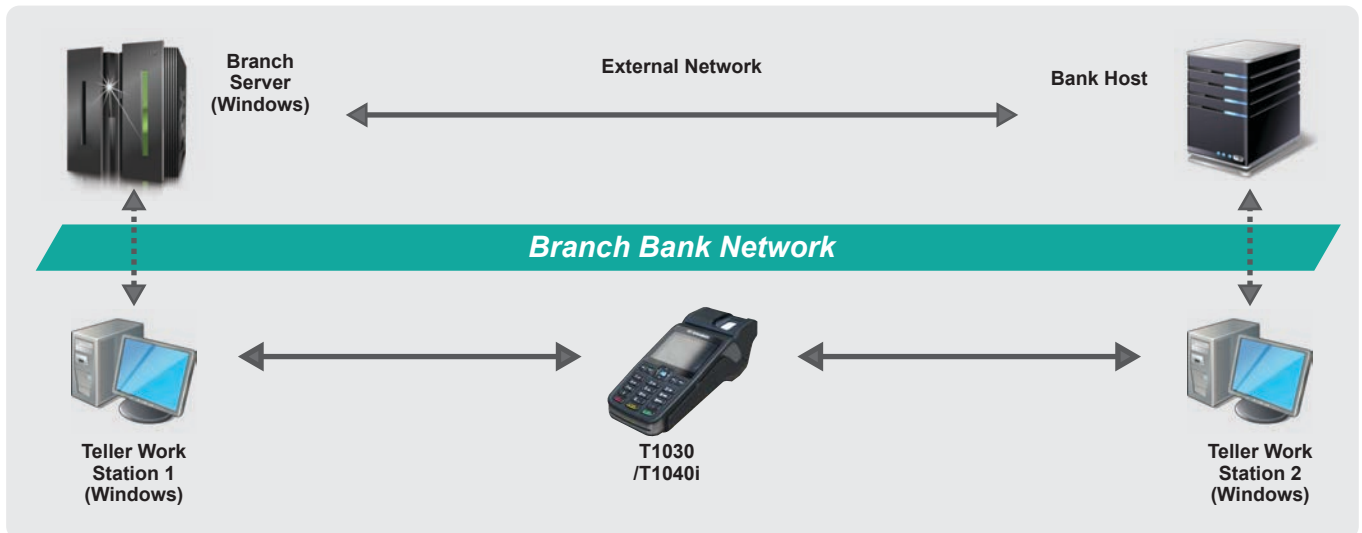 Branch
Server
(Windows)
External Network
Bank Host
Branch Bank Network
Teller Work
Station 1
(Windows)
T1030
/T1040i
Teller Work
Station 2
(Windows)